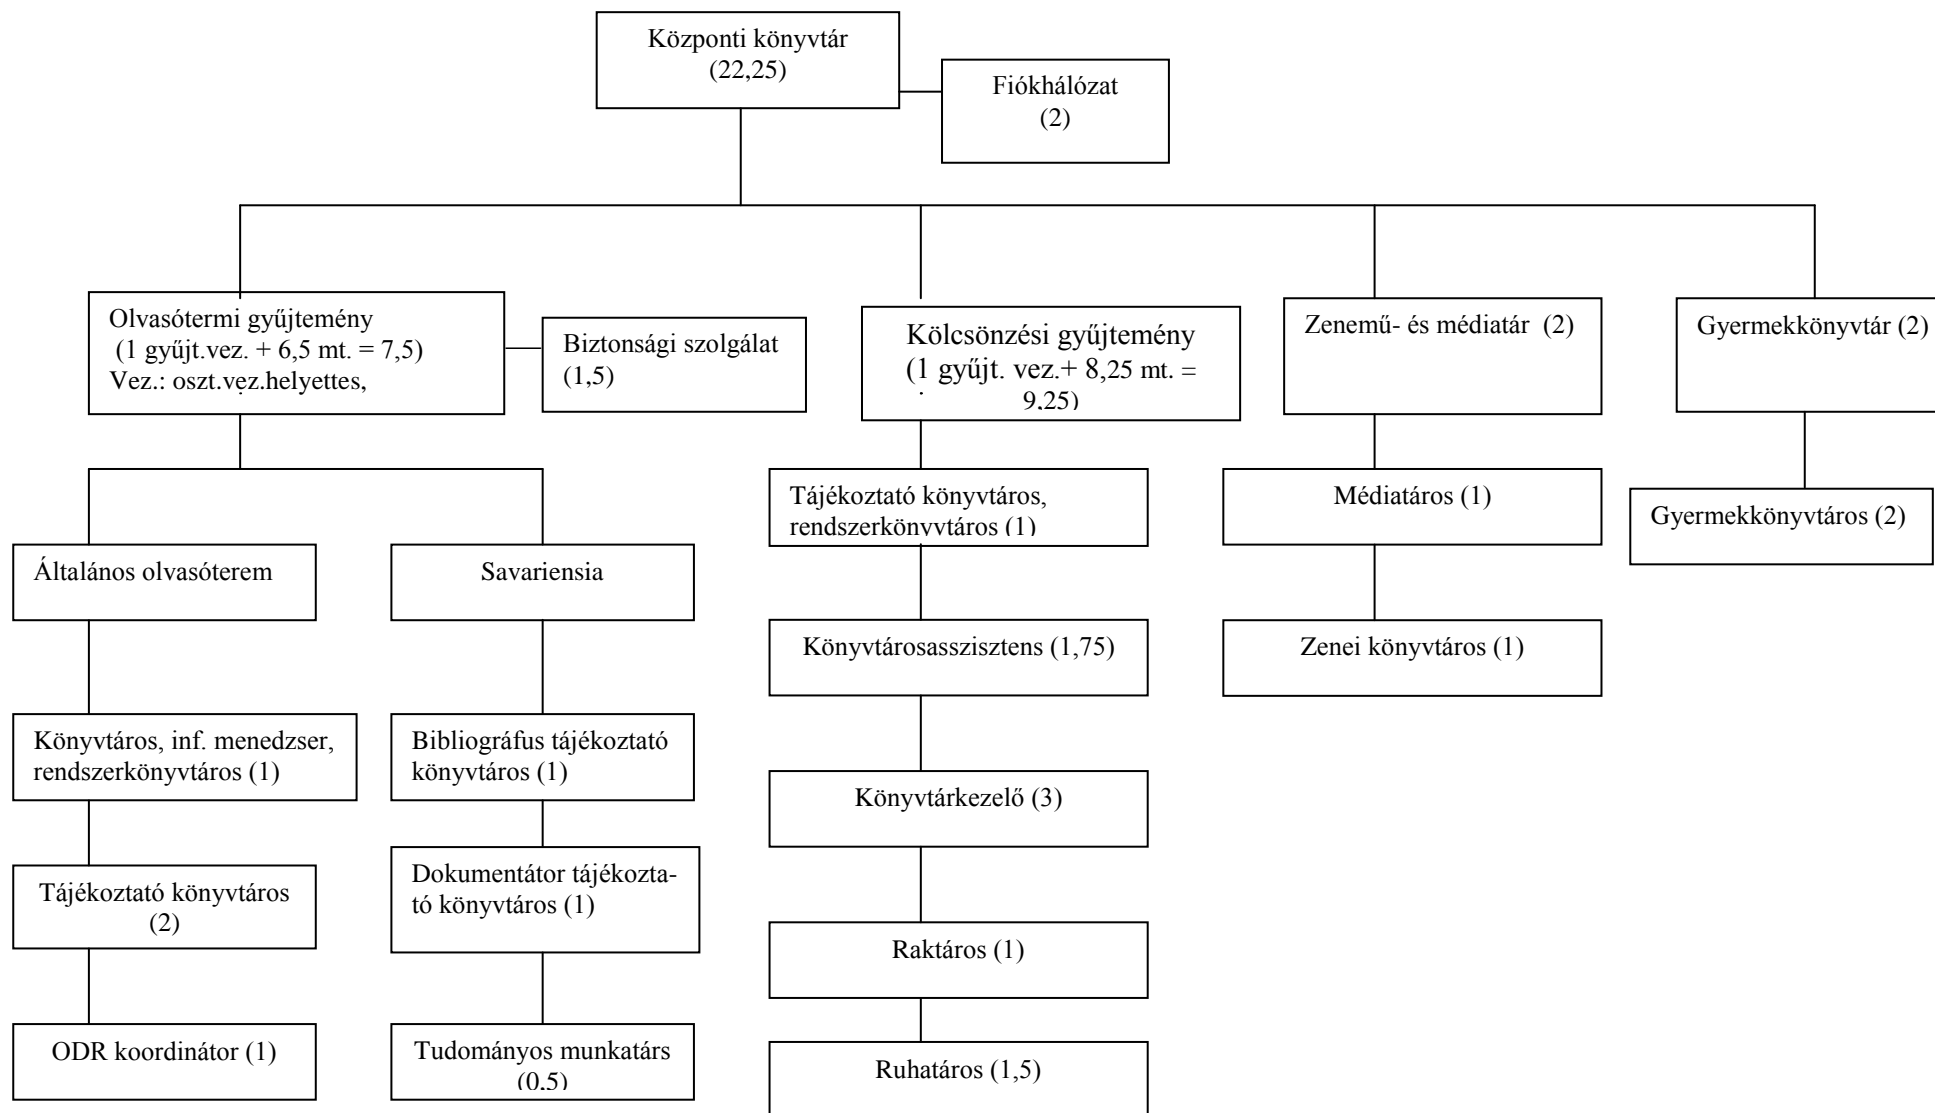 Központi könyvtár
(22,25)
Fiókhálózat
(2)
Olvasótermi gyűjtemény
(1 gyűjt.vez. + 6,5 mt. = 7,5)
Vez.: oszt.vez.helyettes,
Biztonsági szolgálat
(1,5)
Kölcsönzési gyűjtemény
(1 gyűjt. vez.+ 8,25 mt. =
9,25)
Zenemű- és médiatár (2)
Gyermekkönyvtár (2)
Általános olvasóterem
Savariensia
Tájékoztató könyvtáros,
rendszerkönyvtáros (1)
Médiatáros (1)
Gyermekkönyvtáros (2)
Könyvtárosasszisztens (1,75)
Zenei könyvtáros (1)
Könyvtáros, inf. menedzser,
rendszerkönyvtáros (1)
Bibliográfus tájékoztató
könyvtáros (1)
Könyvtárkezelő (3)
Tájékoztató könyvtáros
(2)
Dokumentátor tájékozta-
tó könyvtáros (1)
Raktáros (1)
ODR koordinátor (1)
Tudományos munkatárs
(0,5)
Ruhatáros (1,5)